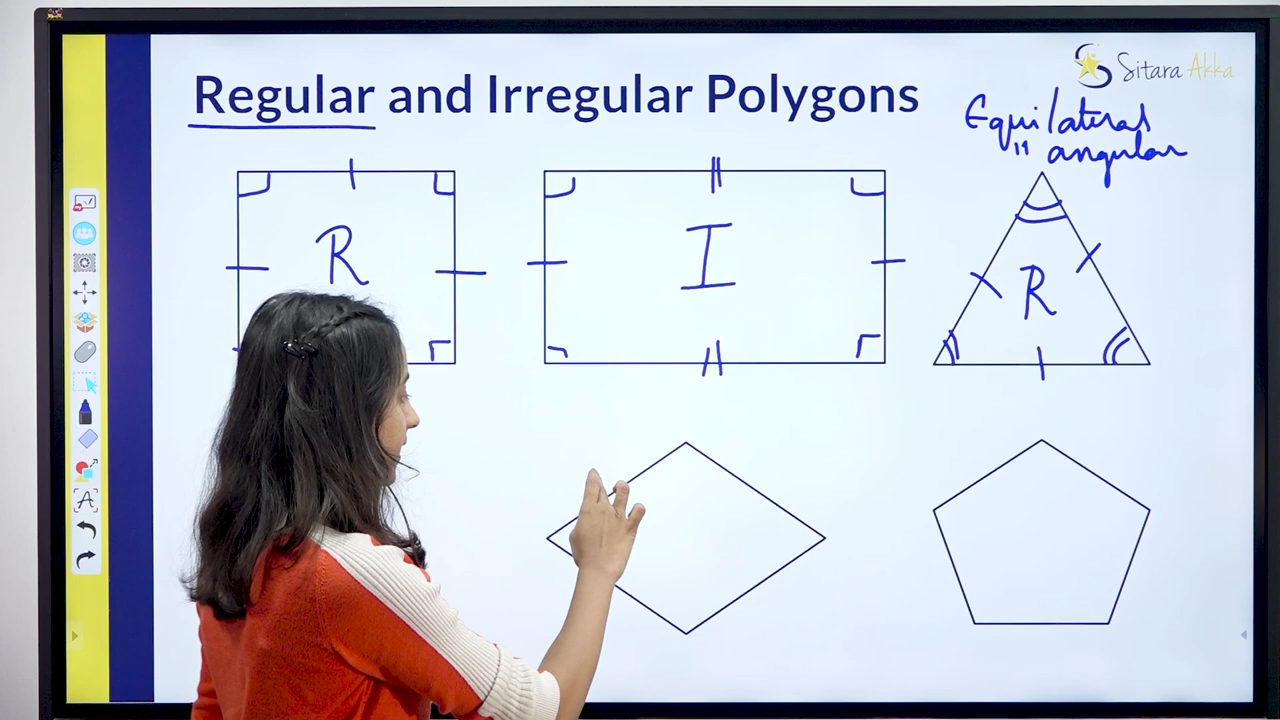 Sitara Akka
Regular and Irregular Polygons
Equilateral
" angular
R
I
R
A